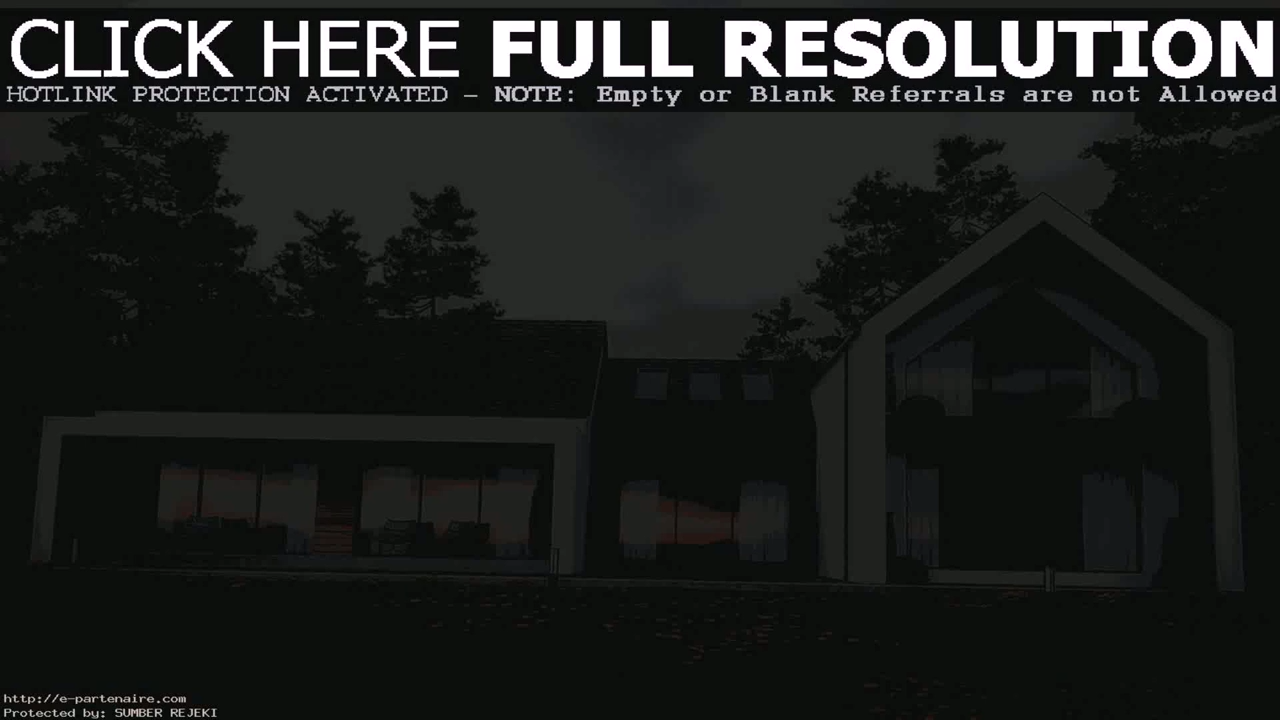 CLICK HERE FULL RESOLUTION
HOTLINK PROTECTION ACTIVATED – NOTE: Empty or Blank Referrals are not Allowed
http://e-partenaire.com
Protected by: SUMBER REJEKI